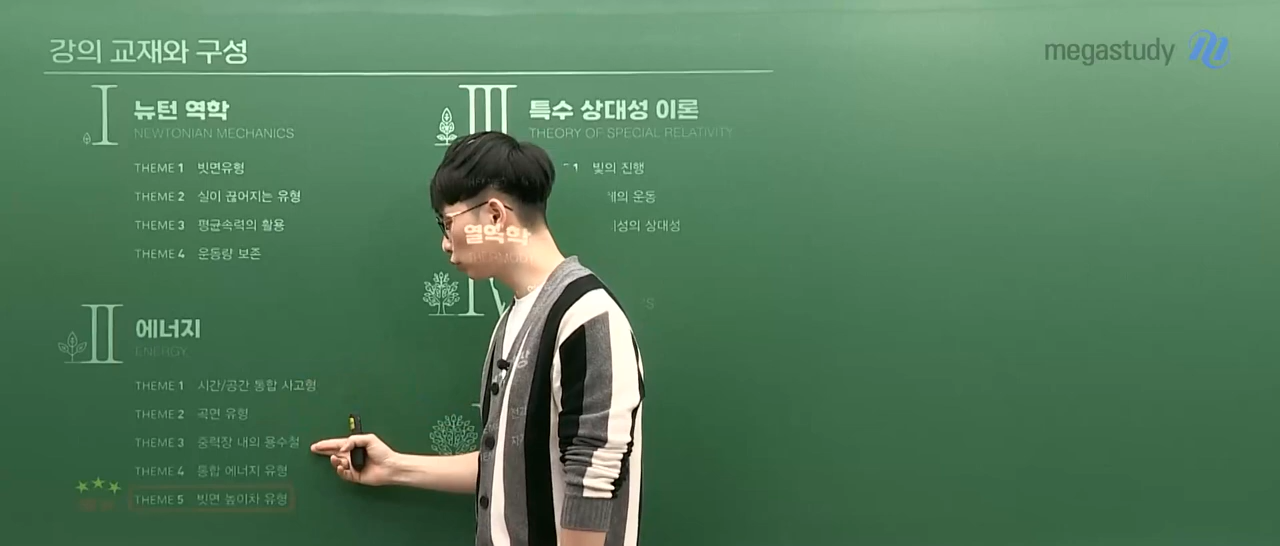 강의 교재와 구성
megastudy
I 뉴턴 역학
NEWTONIAN MECHANICS
THEME 1 빗면유형
THEME 2 실이 끊어지는 유형
THEME 3 평균속력의 활용
THEME 4 운동량 보존
II 에너지
ENERGY
THEME 1 시간/공간 통합 사고형
THEME 2 곡면 유형
THEME 3 중력장 내의 용수철
THEME 4 통합 에너지 유형
THEME 5 빗면 높이차 유형
III 특수 상대성 이론
THEORY OF SPECIAL RELATIVITY
1 빛의 진행
의 운동
성의 상대성
열역학